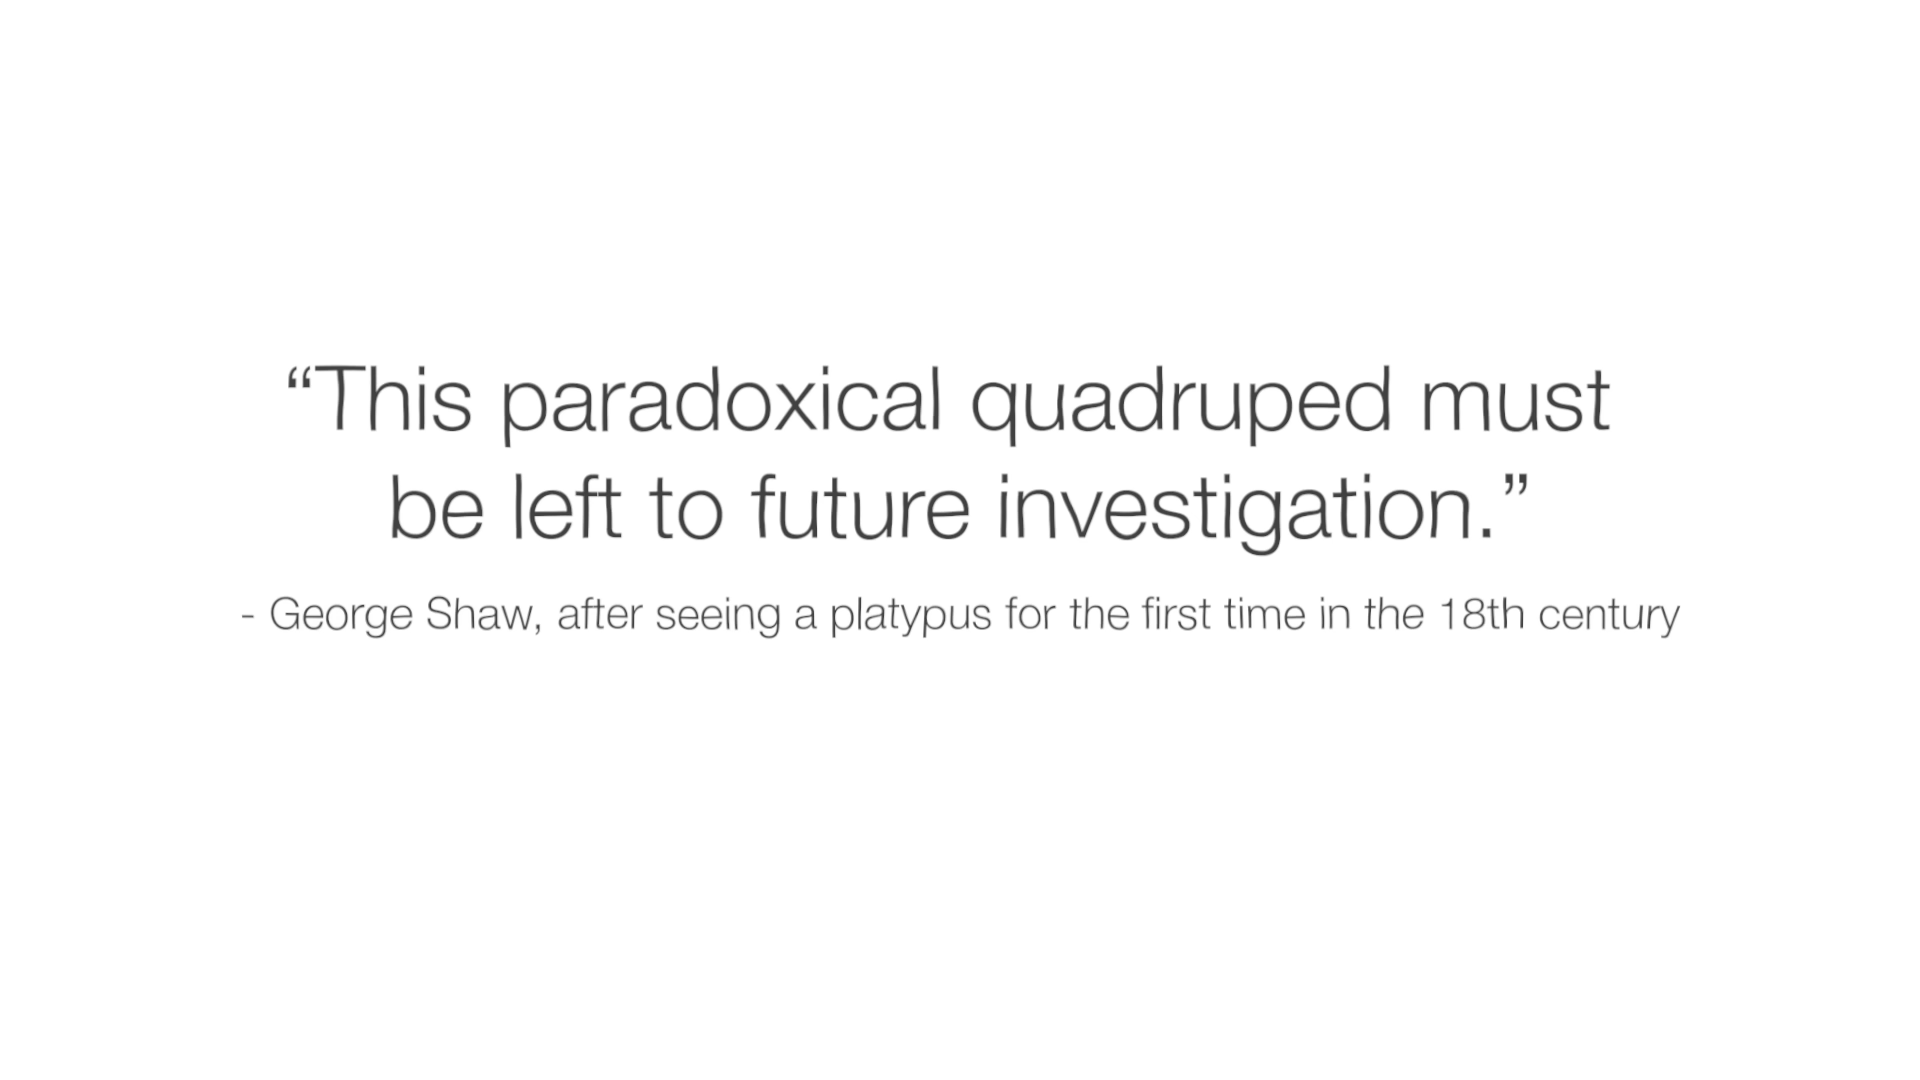 “This paradoxical quadruped must
be left to future investigation.”
- George Shaw, after seeing a platypus for the first time in the 18th century